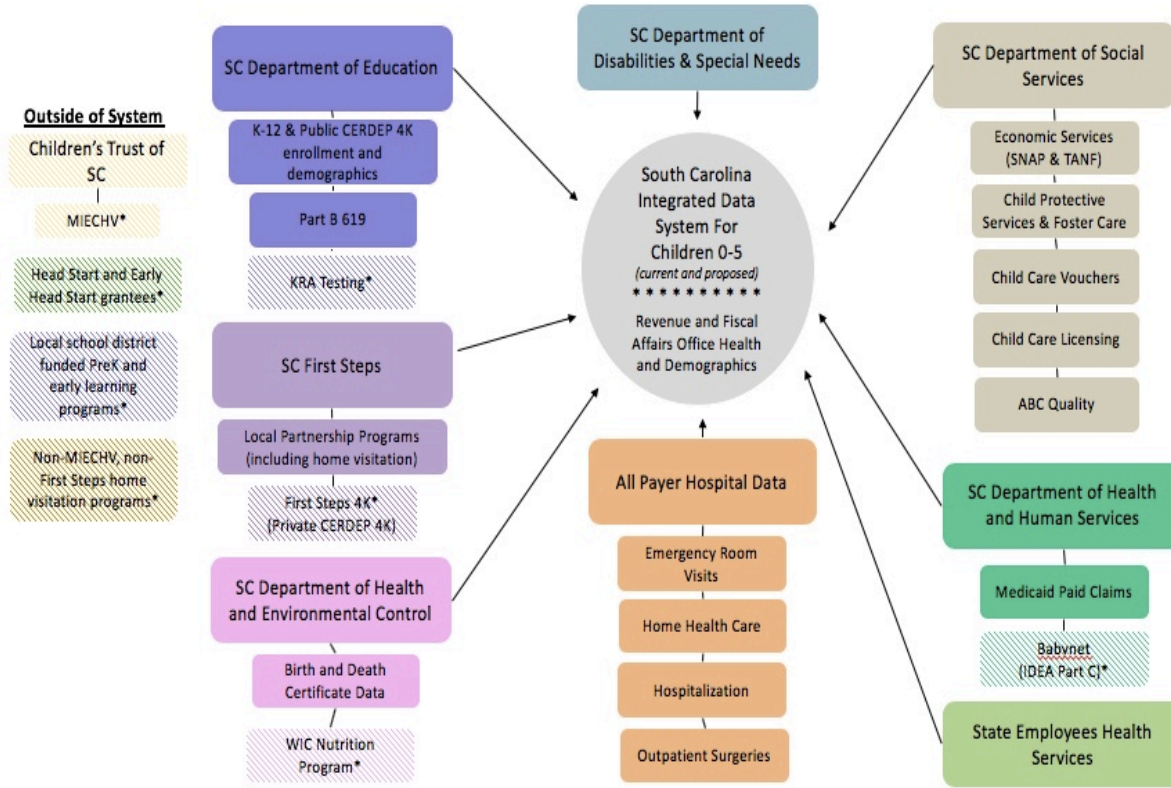 Outside of System
Children's Trust of
SC
MIECHV*
Head Start and Early
Head Start grantees*
Local school district
funded PreK and
early learning
programs*
Non-MIECHV, non-
First Steps home
visitation programs*
SC Department of Education
K-12 & Public CERDEP 4K
enrollment and
demographics
Part B 619
KRA Testing*
SC First Steps
Local Partnership Programs
(including home visitation)
First Steps 4K*
(Private CERDEP 4K)
SC Department of Health
and Environmental Control
Birth and Death
Certificate Data
WIC Nutrition
Program*
SC Department of
Disabilities & Special Needs
South Carolina
Integrated Data
System For
Children 0-5
(current and proposed)
* * * * * * * * * *
Revenue and Fiscal
Affairs Office Health
and Demographics
All Payer Hospital Data
Emergency Room
Visits
Home Health Care
Hospitalization
Outpatient Surgeries
SC Department of Social
Services
Economic Services
(SNAP & TANF)
Child Protective
Services & Foster Care
Child Care Vouchers
Child Care Licensing
ABC Quality
SC Department of Health
and Human Services
Medicaid Paid Claims
Babynet
(IDEA Part C)*
State Employees Health
Services